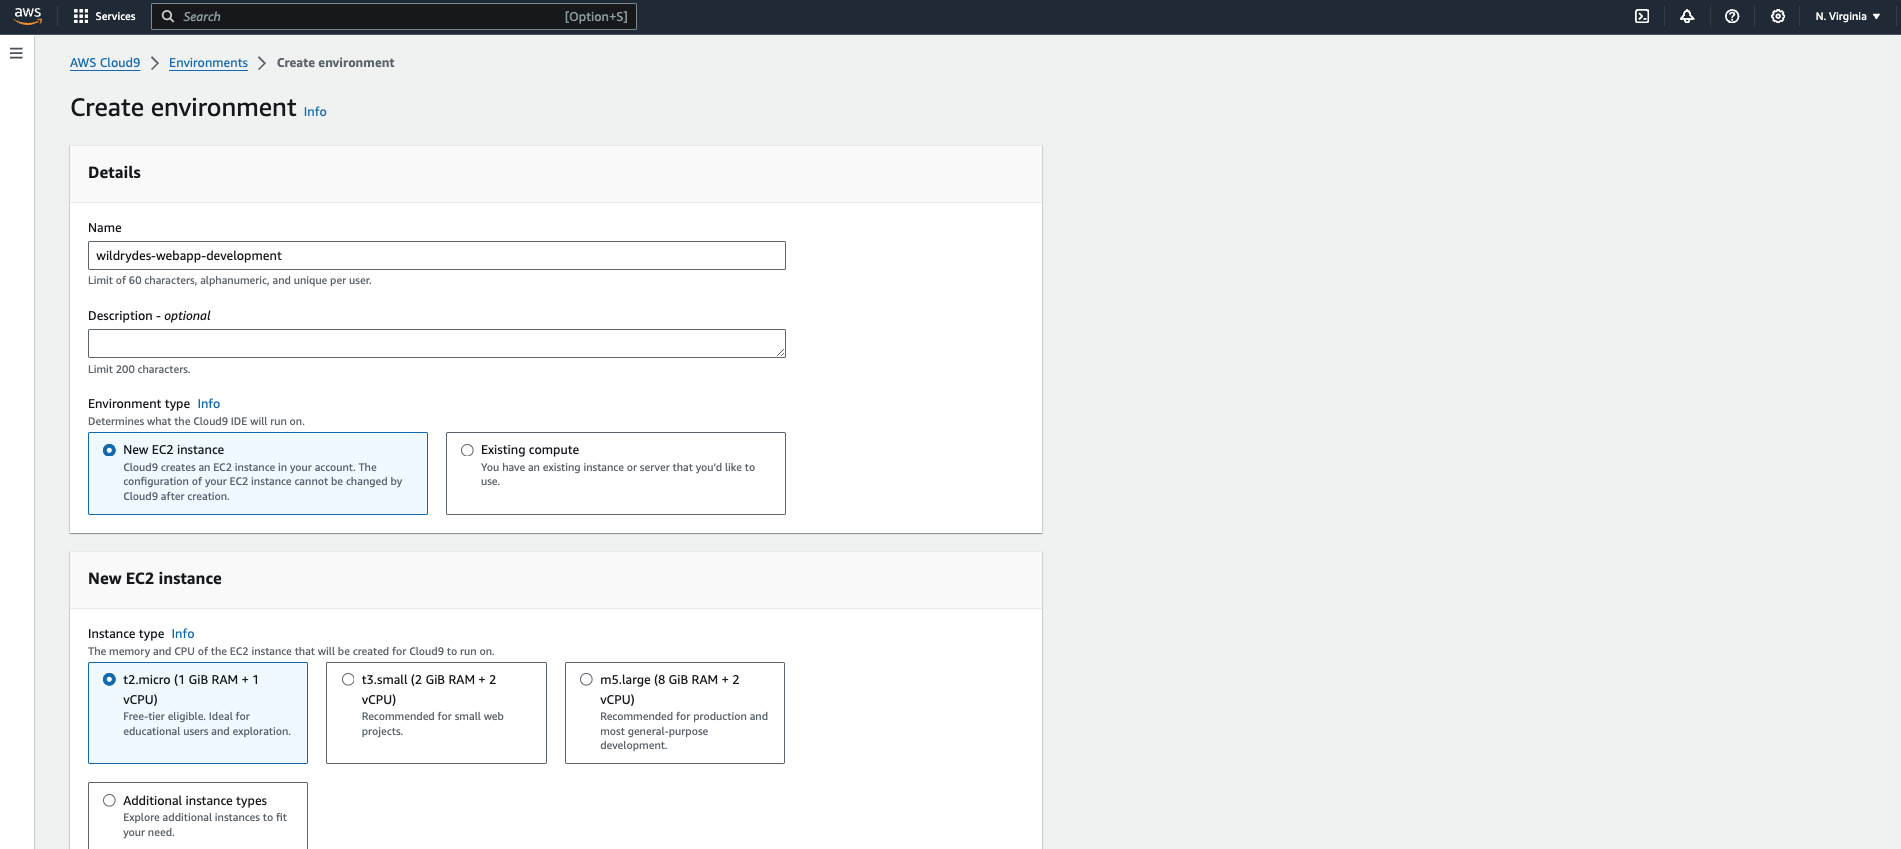 aws
Services
Search
[Option+S]
N. Virginia
AWS Cloud9
Environments
Create environment
Create environment
Info
Details
Name
wildrydes-webapp-development
Limit of 60 characters, alphanumeric, and unique per user.
Description - optional
Limit 200 characters.
Environment type Info
Determines what the Cloud9 IDE will run on.
New EC2 instance
Cloud9 creates an EC2 instance in your account. The
configuration of your EC2 instance cannot be changed by
Cloud9 after creation.
Existing compute
You have an existing instance or server that you'd like to
use.
New EC2 instance
Instance type Info
The memory and CPU of the EC2 instance that will be created for Cloud9 to run on.
t2.micro (1 GiB RAM + 1
vCPU)
Free-tier eligible. Ideal for
educational users and exploration.
t3.small (2 GiB RAM + 2
vCPU)
Recommended for small web
projects.
m5.large (8 GiB RAM + 2
vCPU)
Recommended for production and
most general-purpose
development.
Additional instance types
Explore additional instances to fit
your need.